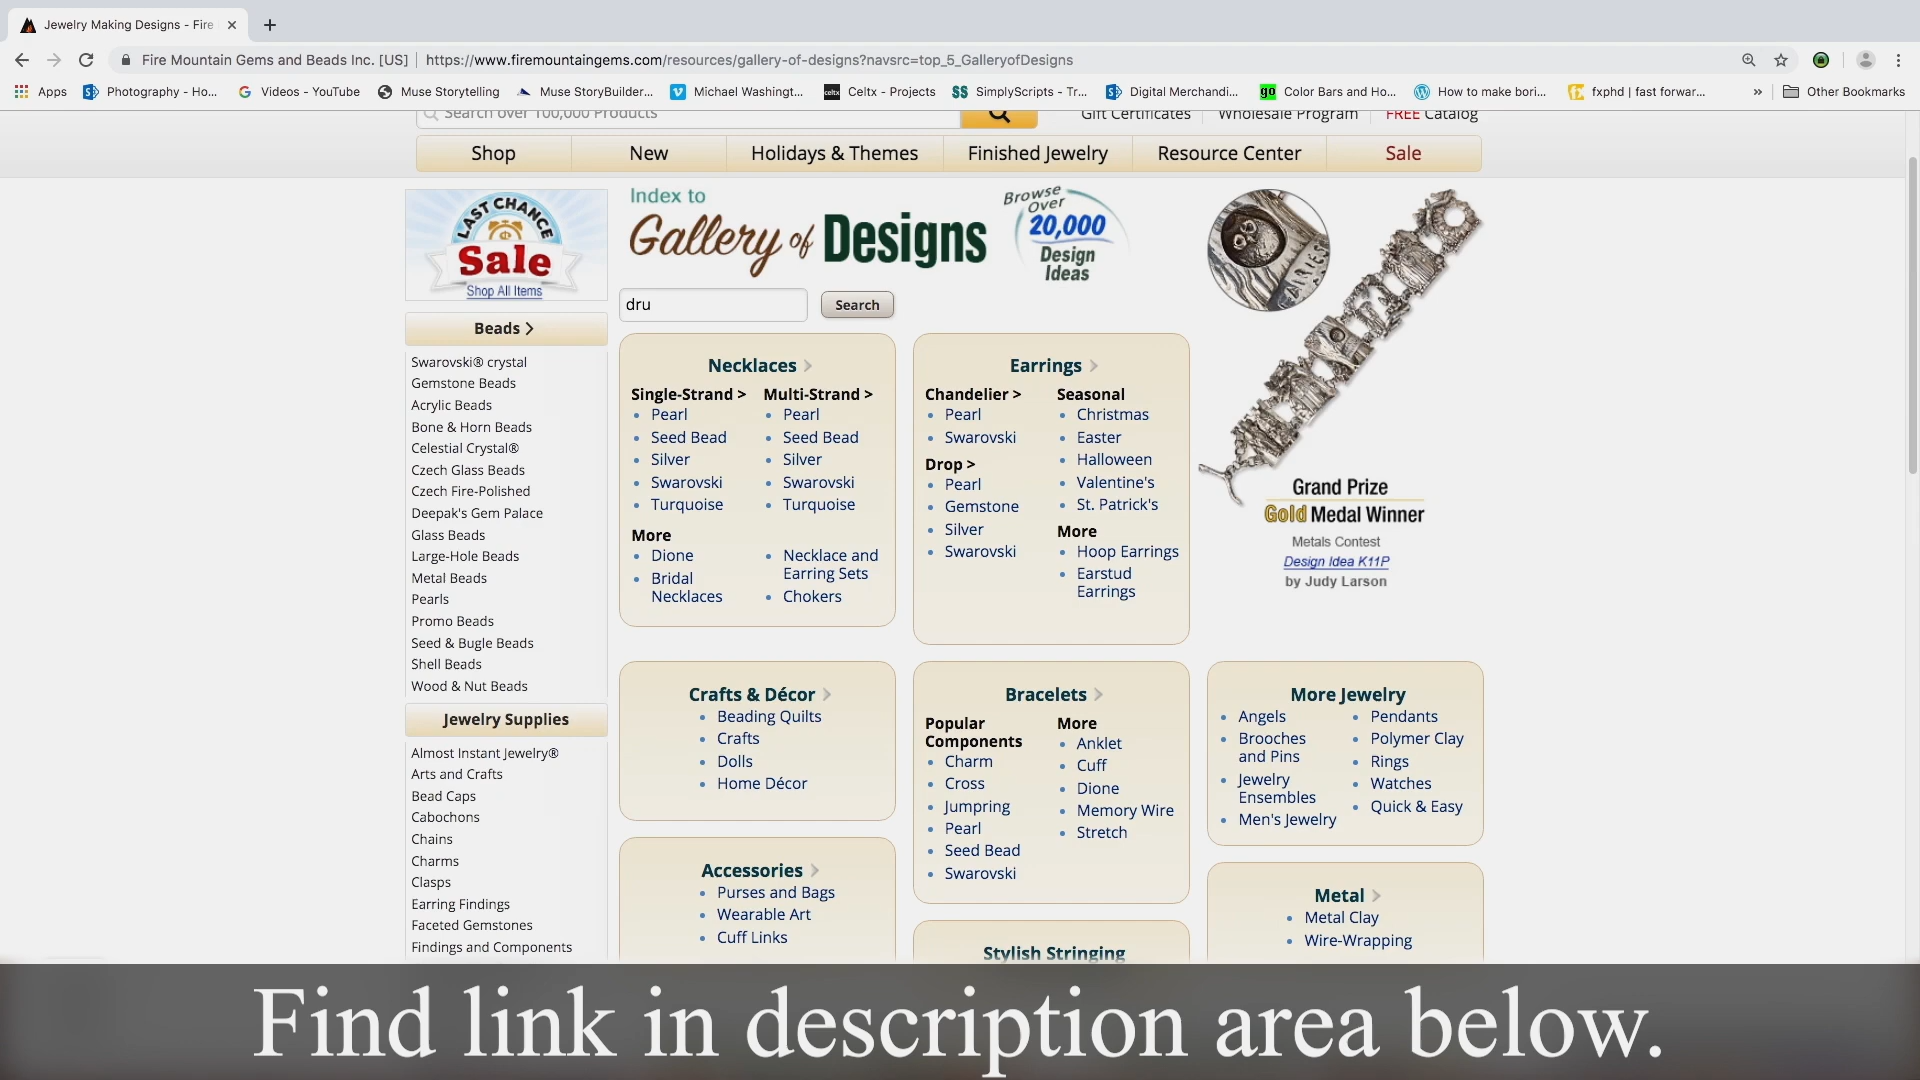 Jewelry Making Designs - Fire
Fire Mountain Gems and Beads Inc. [US] | https://www.firemountaingems.com/resources/gallery-of-designs?navsrc=top_5_GalleryofDesigns
Apps Photography - Ho... Videos - YouTube Muse Storytelling Muse StoryBuilder... Michael Washingt... Celtx - Projects SimplyScripts - Tr... Digital Merchandi... Color Bars and Ho... How to make bori... fxphd | fast forwar... » Other Bookmarks
Search over 100,000 Products Gift Certificates Wholesale Program FREE Catalog
Shop New Holidays & Themes Finished Jewelry Resource Center Sale
LAST CHANCE
Sale
Shop All Items
Index to
Gallery of Designs
Browse
Over
20,000
Design
Ideas
FAIRIES
dru Search
Beads >
Swarovski® crystal
Gemstone Beads
Acrylic Beads
Bone & Horn Beads
Celestial Crystal®
Czech Glass Beads
Czech Fire-Polished
Deepak's Gem Palace
Glass Beads
Large-Hole Beads
Metal Beads
Pearls
Promo Beads
Seed & Bugle Beads
Shell Beads
Wood & Nut Beads
Jewelry Supplies
Almost Instant Jewelry®
Arts and Crafts
Bead Caps
Cabochons
Chains
Charms
Clasps
Earring Findings
Faceted Gemstones
Findings and Components
Necklaces >
Single-Strand >
Pearl
Seed Bead
Silver
Swarovski
Turquoise
Multi-Strand >
Pearl
Seed Bead
Silver
Swarovski
Turquoise
More
Dione
Bridal
Necklaces
Necklace and
Earring Sets
Chokers
Earrings >
Chandelier >
Pearl
Swarovski
Drop >
Pearl
Gemstone
Silver
Swarovski
Seasonal
Christmas
Easter
Halloween
Valentine's
St. Patrick's
More
Hoop Earrings
Earstud
Earrings
Grand Prize
Gold Medal Winner
Metals Contest
Design Idea K11P
by Judy Larson
Crafts & Décor >
Beading Quilts
Crafts
Dolls
Home Décor
Bracelets >
Popular
Components
Charm
Cross
Jumpring
Pearl
Seed Bead
Swarovski
More
Anklet
Cuff
Dione
Memory Wire
Stretch
More Jewelry
Angels
Brooches
and Pins
Jewelry
Ensembles
Men's Jewelry
Pendants
Polymer Clay
Rings
Watches
Quick & Easy
Accessories >
Purses and Bags
Wearable Art
Cuff Links
Stylish Stringing
Metal >
Metal Clay
Wire-Wrapping
Find link in description area below.